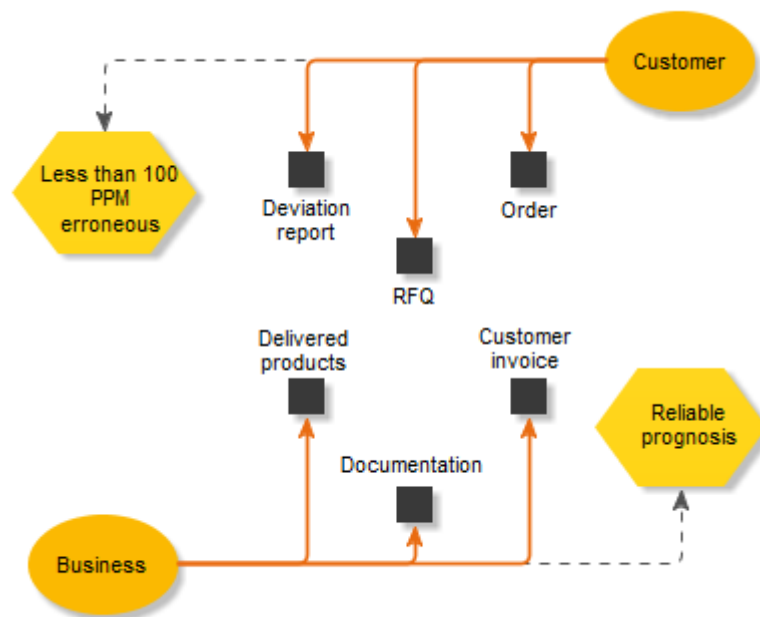 Customer
Less than 100
PPM
erroneous
Deviation
report
Order
RFQ
Delivered
products
Customer
invoice
Reliable
prognosis
Documentation
Business